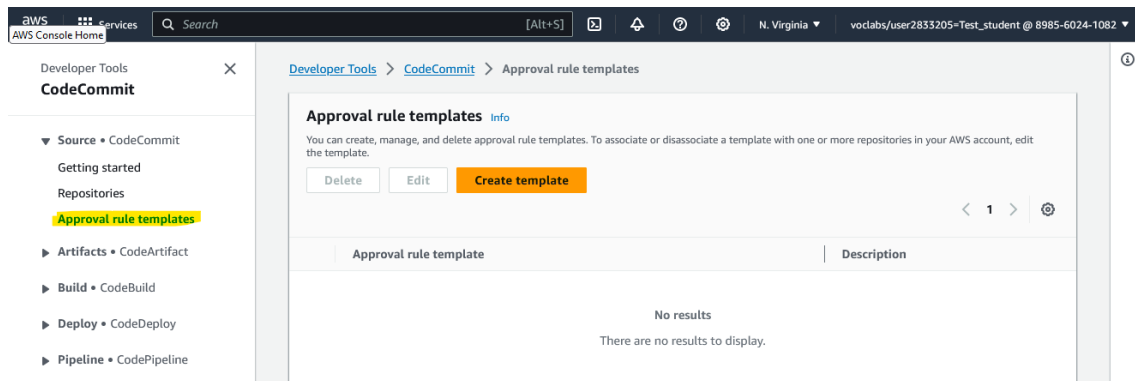 aws
Services
Search
[Alt+S]
N. Virginia ▼
voclabs/user2833205=Test_student @ 8985-6024-1082 ▼
AWS Console Home
Developer Tools
CodeCommit
Source • CodeCommit
Getting started
Repositories
Approval rule templates
Artifacts • CodeArtifact
Build • CodeBuild
Deploy • CodeDeploy
Pipeline • CodePipeline
Developer Tools > CodeCommit > Approval rule templates
Approval rule templates Info
You can create, manage, and delete approval rule templates. To associate or disassociate a template with one or more repositories in your AWS account, edit
the template.
Delete Edit Create template
< 1 >
Approval rule template Description
No results
There are no results to display.